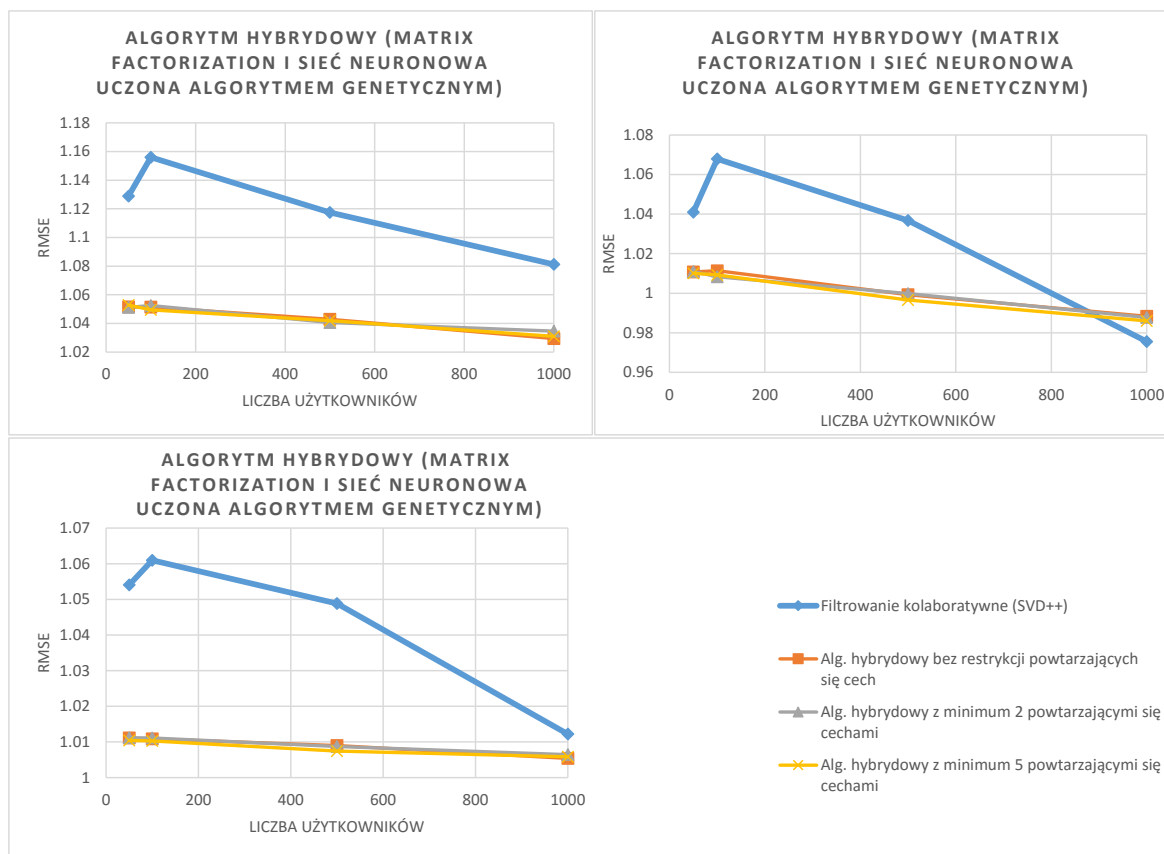 ALGORYTM HYBRYDOWY (MATRIX
FACTORIZATION I SIEĆ NEURONOWA
UCZONA ALGORYTMEM GENETYCZNYM)
1.18
1.16
1.14
1.12
1.1
1.08
1.06
1.04
1.02
RMSE
0 200 400 600 800 1000
LICZBA UŻYTKOWNIKÓW
ALGORYTM HYBRYDOWY (MATRIX
FACTORIZATION I SIEĆ NEURONOWA
UCZONA ALGORYTMEM GENETYCZNYM)
1.08
1.06
1.04
1.02
1
0.98
0.96
RMSE
0 200 400 600 800 1000
LICZBA UŻYTKOWNIKÓW
ALGORYTM HYBRYDOWY (MATRIX
FACTORIZATION I SIEĆ NEURONOWA
UCZONA ALGORYTMEM GENETYCZNYM)
1.07
1.06
1.05
1.04
1.03
1.02
1.01
1
RMSE
0 200 400 600 800 1000
LICZBA UŻYTKOWNIKÓW
Filtrowanie kolaboratywne (SVD++)
Alg. hybrydowy bez restrykcji powtarzających
się cech
Alg. hybrydowy z minimum 2 powtarzającymi się
cechami
Alg. hybrydowy z minimum 5 powtarzającymi się
cechami